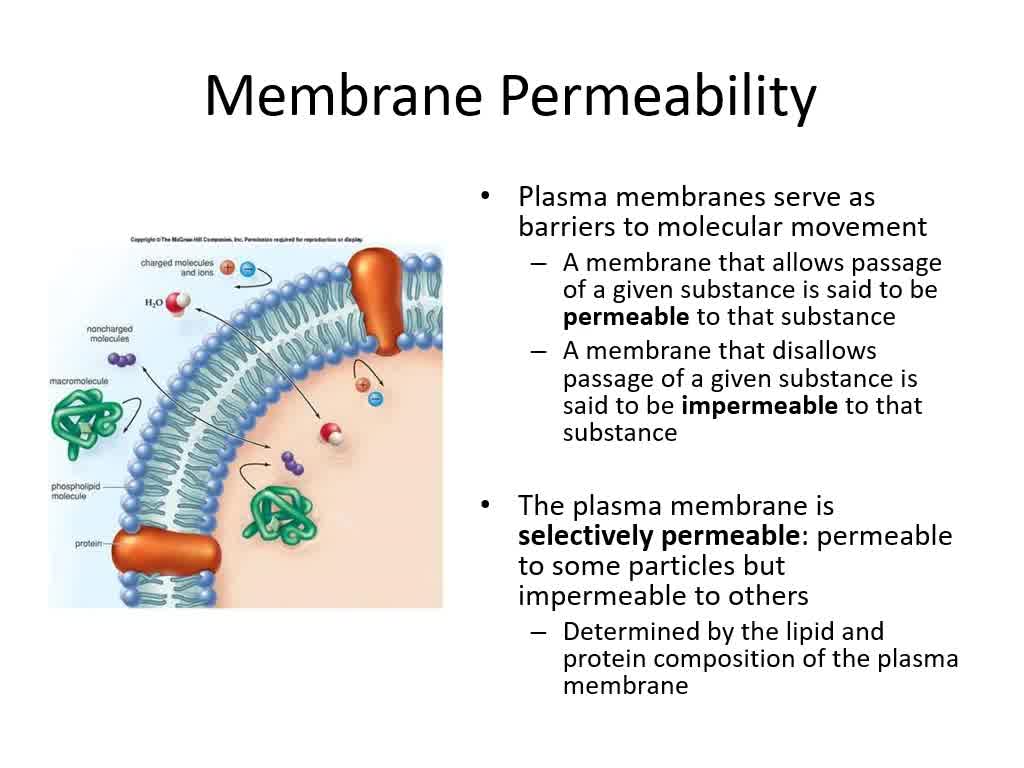 Membrane Permeability
• Plasma membranes serve as
barriers to molecular movement
– A membrane that allows passage
of a given substance is said to be
permeable to that substance
– A membrane that disallows
passage of a given substance is
said to be impermeable to that
substance
• The plasma membrane is
selectively permeable: permeable
to some particles but
impermeable to others
– Determined by the lipid and
protein composition of the plasma
membrane
Copyright © The McGraw-Hill Companies, Inc. Permission required for reproduction or display.
charged molecules
and ions
+ −
H₂O
noncharged
molecules
macromolecule
+
−
phospholipid
molecule
protein